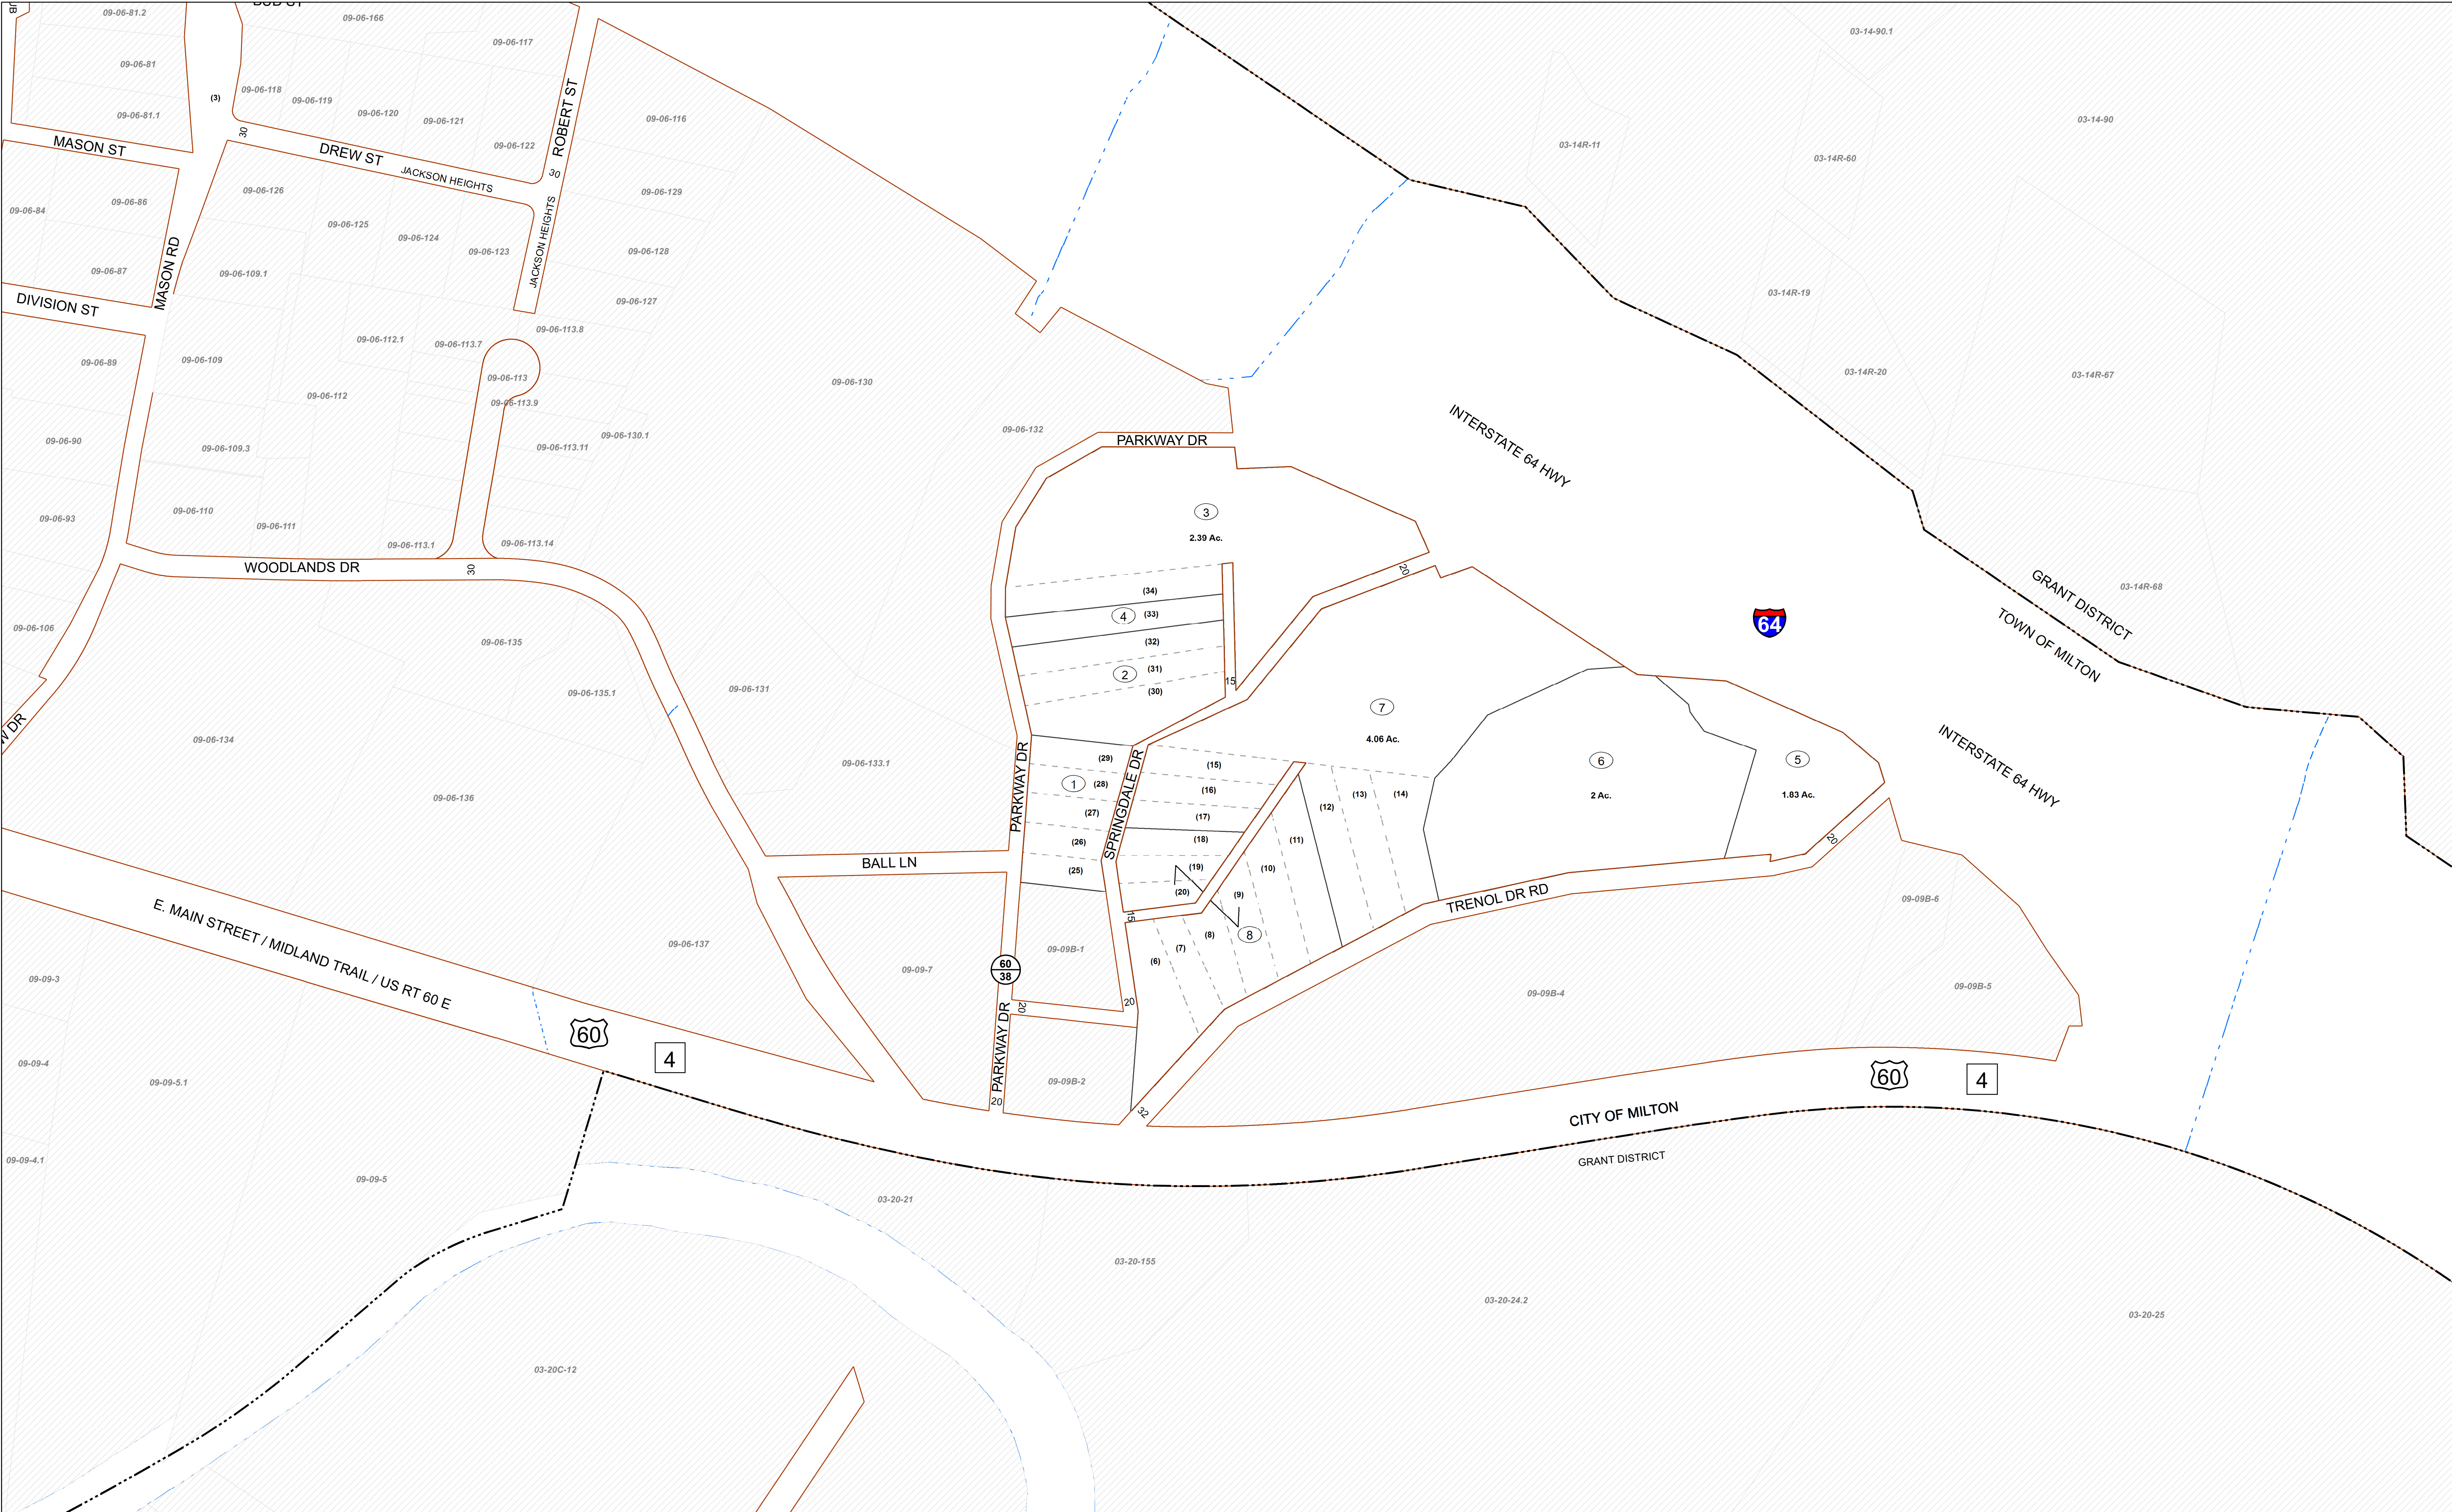 BUD ST
09-06-81.2
09-06-166
09-06-117
03-14-90.1
09-06-81
09-06-118
(3)
09-06-119
09-06-81.1
09-06-120
09-06-121
09-06-116
03-14-90
30
ROBERT ST
MASON ST
DREW ST
09-06-122
03-14R-11
03-14R-60
JACKSON HEIGHTS
30
09-06-126
09-06-129
09-06-86
09-06-84
09-06-125
09-06-124
JACKSON HEIGHTS
09-06-123
09-06-128
MASON RD
09-06-87
09-06-109.1
DIVISION ST
09-06-127
03-14R-19
09-06-113.8
09-06-112.1
09-06-113.7
09-06-89
09-06-109
09-06-113
09-06-130
03-14R-20
03-14R-67
09-06-112
09-06-113.9
09-06-132
09-06-130.1
09-06-90
09-06-109.3
09-06-113.11
PARKWAY DR
INTERSTATE 64 HWY
09-06-93
09-06-110
09-06-111
3
2.39 Ac.
09-06-113.1
09-06-113.14
WOODLANDS DR
30
20
(34)
4
(33)
GRANT DISTRICT
03-14R-68
TOWN OF MILTON
64
09-06-106
09-06-135
(32)
(31)
2
(30)
15
09-06-135.1
09-06-131
7
4.06 Ac.
W DR
09-06-134
09-06-133.1
PARKWAY DR
SPRINGDALE DR
(29)
1
(28)
(27)
(26)
(25)
(15)
(16)
(17)
(18)
(19)
(20)
(14)
(13)
(12)
(11)
(10)
(9)
6
2 Ac.
5
1.83 Ac.
INTERSTATE 64 HWY
09-06-136
BALL LN
20
TRENOL DR RD
15
(8)
8
(7)
(6)
09-09B-6
E. MAIN STREET / MIDLAND TRAIL / US RT 60 E
09-06-137
09-09B-1
09-09-7
60
38
09-09-3
20
20
09-09B-4
09-09B-5
60
4
PARKWAY DR
09-09-4
09-09-5.1
09-09B-2
60
4
20
32
CITY OF MILTON
09-09-4.1
09-09-5
GRANT DISTRICT
03-20-21
03-20-155
03-20-24.2
03-20-25
03-20C-12